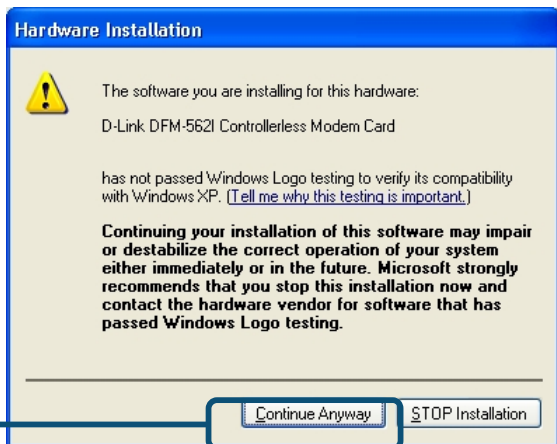 Hardware Installation
The software you are installing for this hardware:
D-Link DFM-562I Controllerless Modem Card
has not passed Windows Logo testing to verify its compatibility
with Windows XP. (Tell me why this testing is important.)
Continuing your installation of this software may impair
or destabilize the correct operation of your system
either immediately or in the future. Microsoft strongly
recommends that you stop this installation now and
contact the hardware vendor for software that has
passed Windows Logo testing.
Continue Anyway STOP Installation